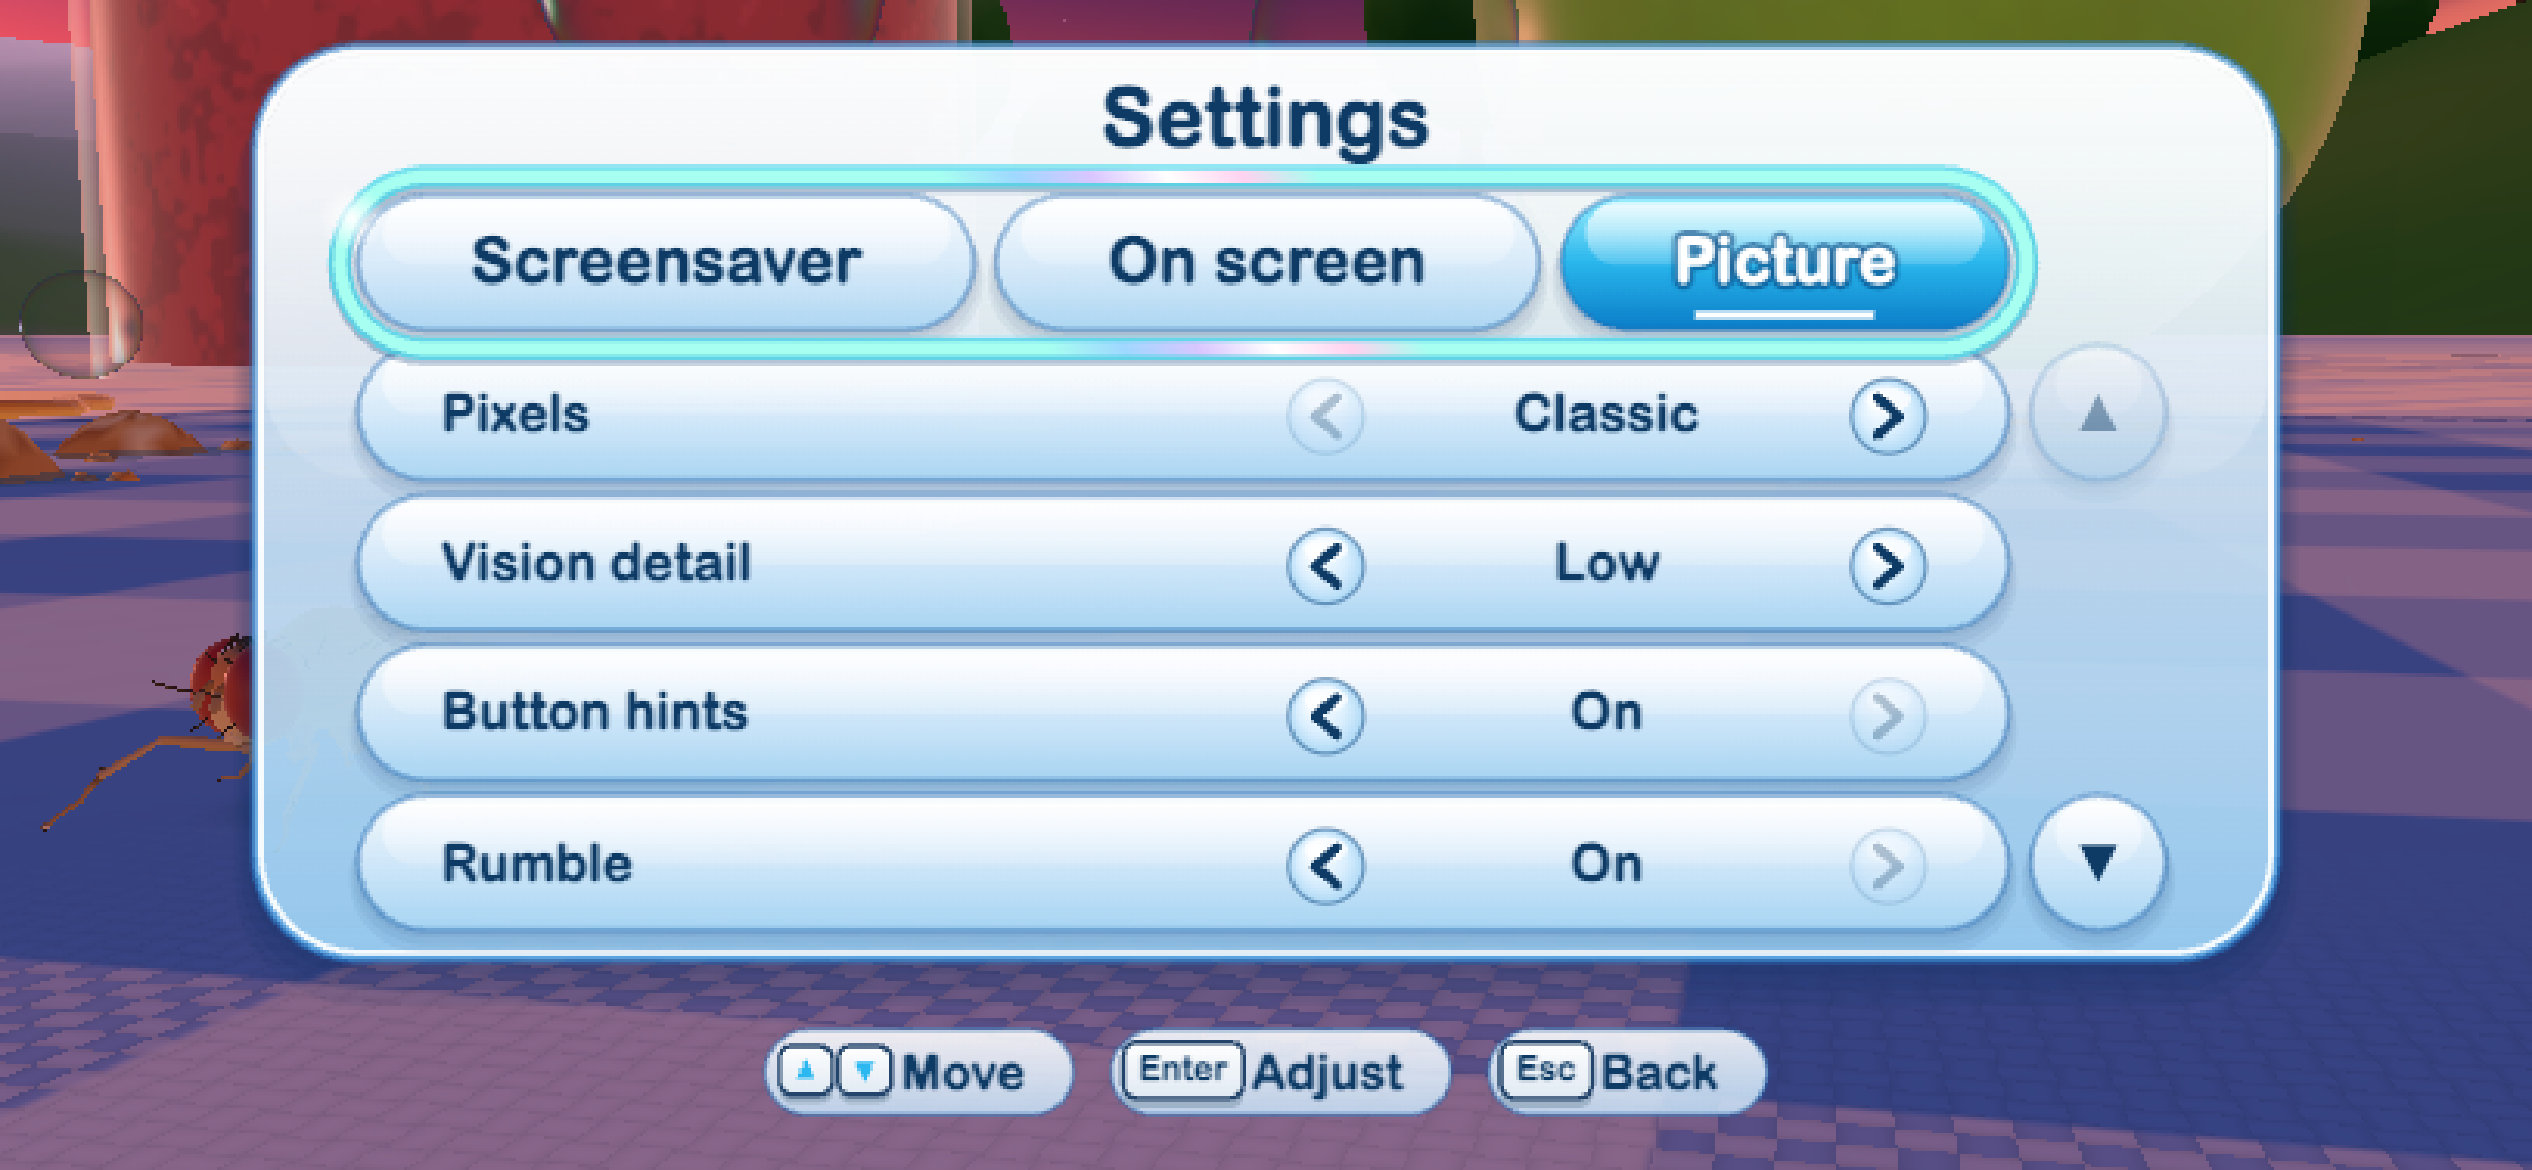 Settings
Screensaver On screen Picture
Pixels < Classic >
Vision detail < Low >
Button hints < On >
Rumble < On >
▲ ▼ Move Enter Adjust Esc Back